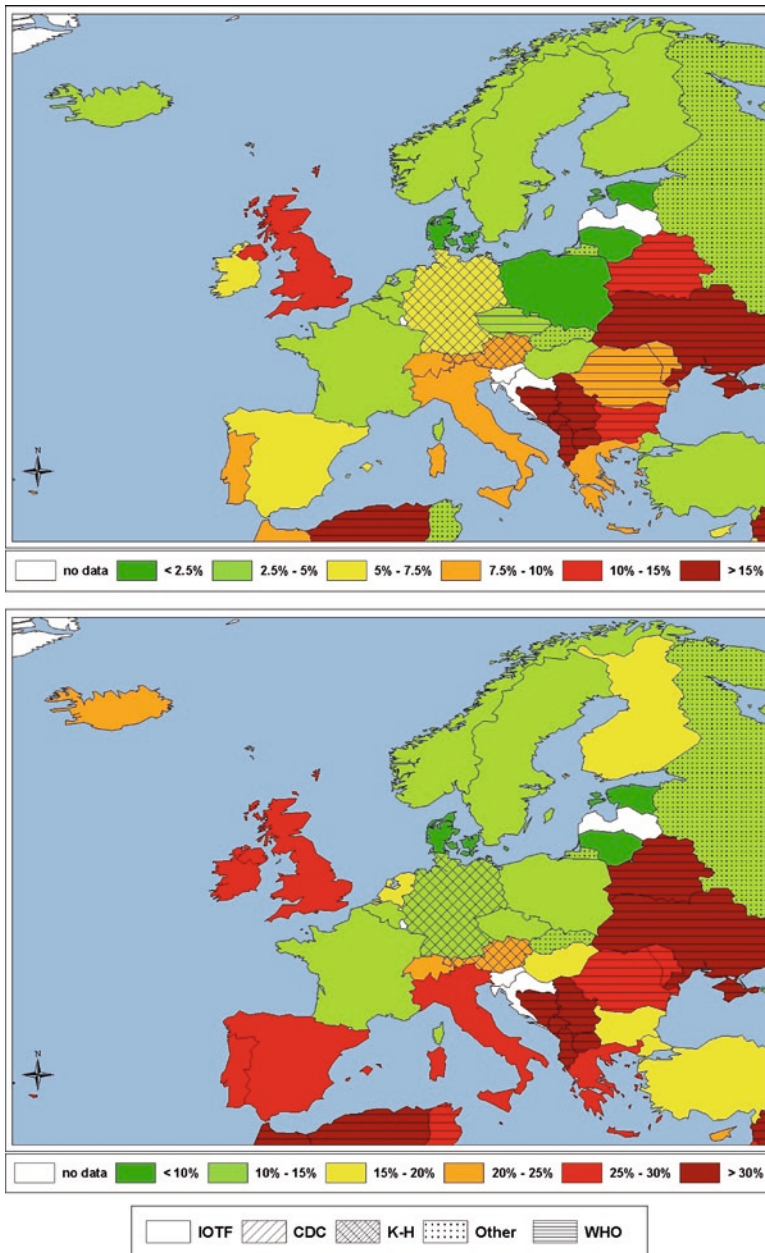 N
no data < 2.5% 2.5% - 5% 5% - 7.5% 7.5% - 10% 10% - 15% > 15%
N
no data < 10% 10% - 15% 15% - 20% 20% - 25% 25% - 30% > 30%
IOTF CDC K-H Other WHO